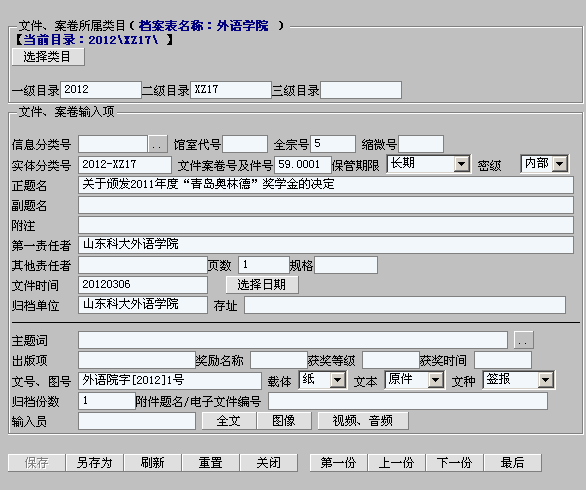 文件、案卷所属类目(档案表名称:外语学院 )
【当前目录:2012\XZ17\ 】
选择类目
一级目录 2012 二级目录 XZ17 三级目录
文件、案卷输入项
信息分类号 .. 馆室代号 全宗号 5 缩微号
实体分类号 2012-XZ17 文件案卷号及件号 59.0001 保管期限 长期 密级 内部
正题名 关于颁发2011年度“青岛奥林德”奖学金的决定
副题名
附注
第一责任者 山东科大外语学院
其他责任者 页数 1 规格
文件时间 20120306 选择日期
归档单位 山东科大外语学院 存址
主题词 ..
出版项 奖励名称 获奖等级 获奖时间
文号、图号 外语院字[2012]1号 载体 纸 文本 原件 文种 签报
归档份数 1 附件题名/电子文件编号
输入员 全文 图像 视频、音频
保存 另存为 刷新 重置 关闭 第一份 上一份 下一份 最后